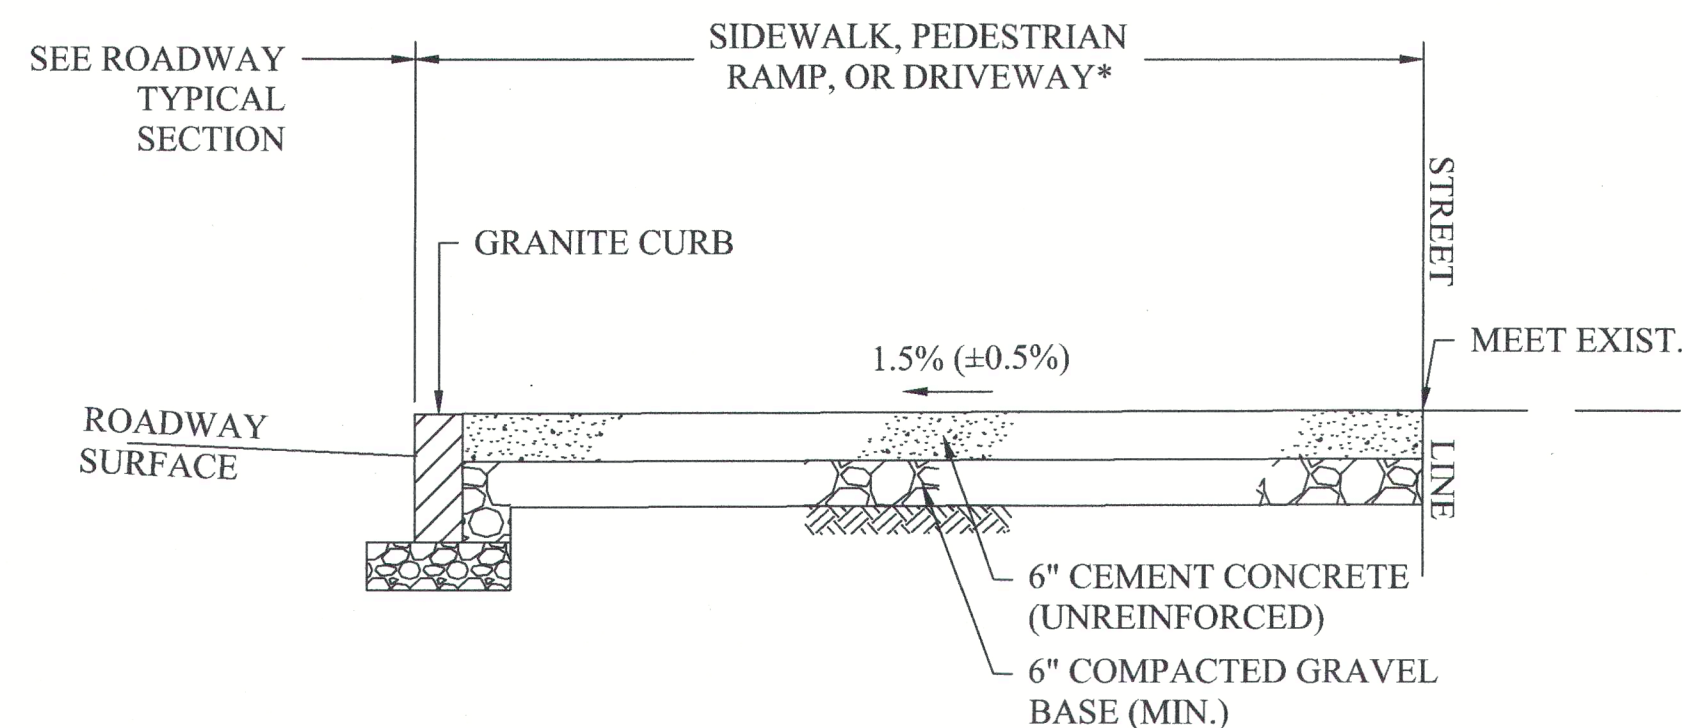 SIDEWALK, PEDESTRIAN
RAMP, OR DRIVEWAY*
SEE ROADWAY
TYPICAL
SECTION
STREET
GRANITE CURB
MEET EXIST.
1.5% (±0.5%)
ROADWAY
SURFACE
LINE
6" CEMENT CONCRETE
(UNREINFORCED)
6" COMPACTED GRAVEL
BASE (MIN.)